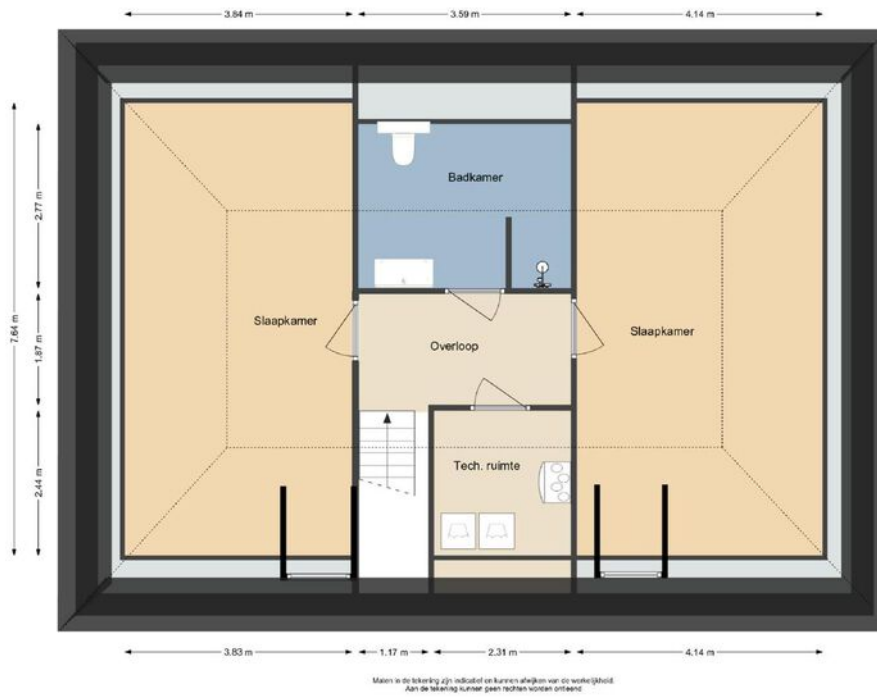 3.84 m
3.59 m
4.14 m
7.64 m
2.77 m
1.87 m
2.44 m
Badkamer
Slaapkamer
Overloop
Slaapkamer
Tech. ruimte
3.83 m
1.17 m
2.31 m
4.14 m
Maten in de tekening zijn indicatief en kunnen afwijken van de werkelijkheid.
Aan de tekening kunnen geen rechten worden ontleend